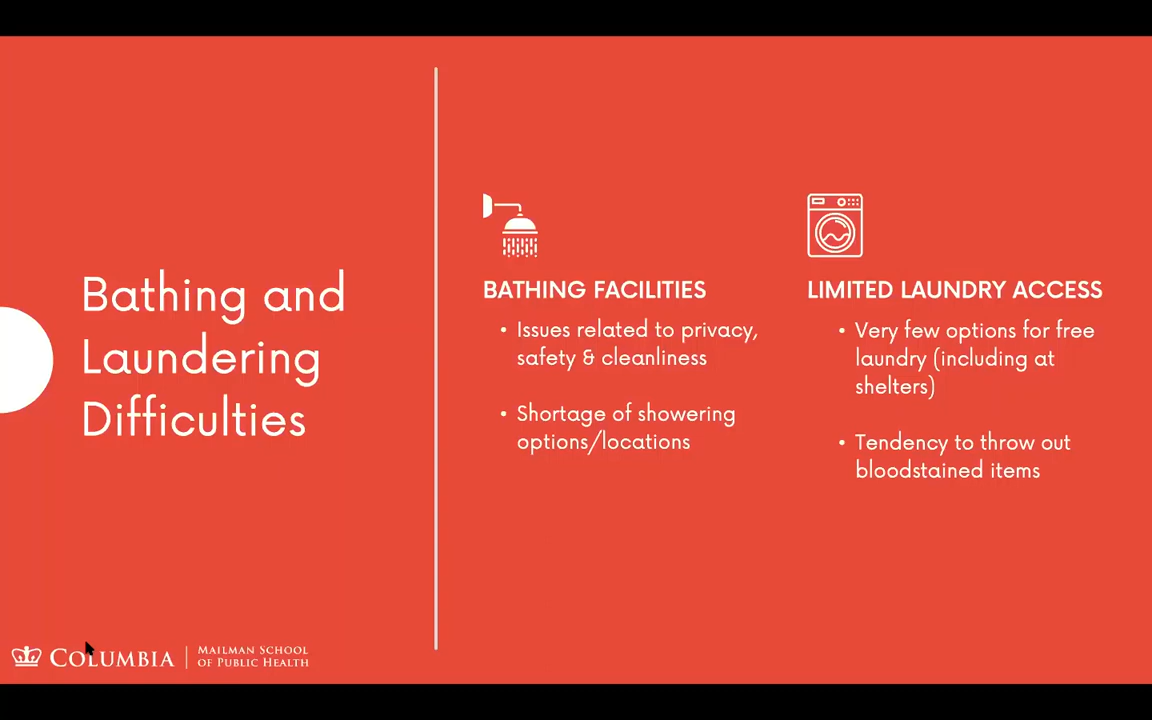 Bathing and
Laundering
Difficulties
BATHING FACILITIES
• Issues related to privacy,
safety & cleanliness
• Shortage of showering
options/locations
LIMITED LAUNDRY ACCESS
• Very few options for free
laundry (including at
shelters)
• Tendency to throw out
bloodstained items
COLUMBIA
MAILMAN SCHOOL
OF PUBLIC HEALTH